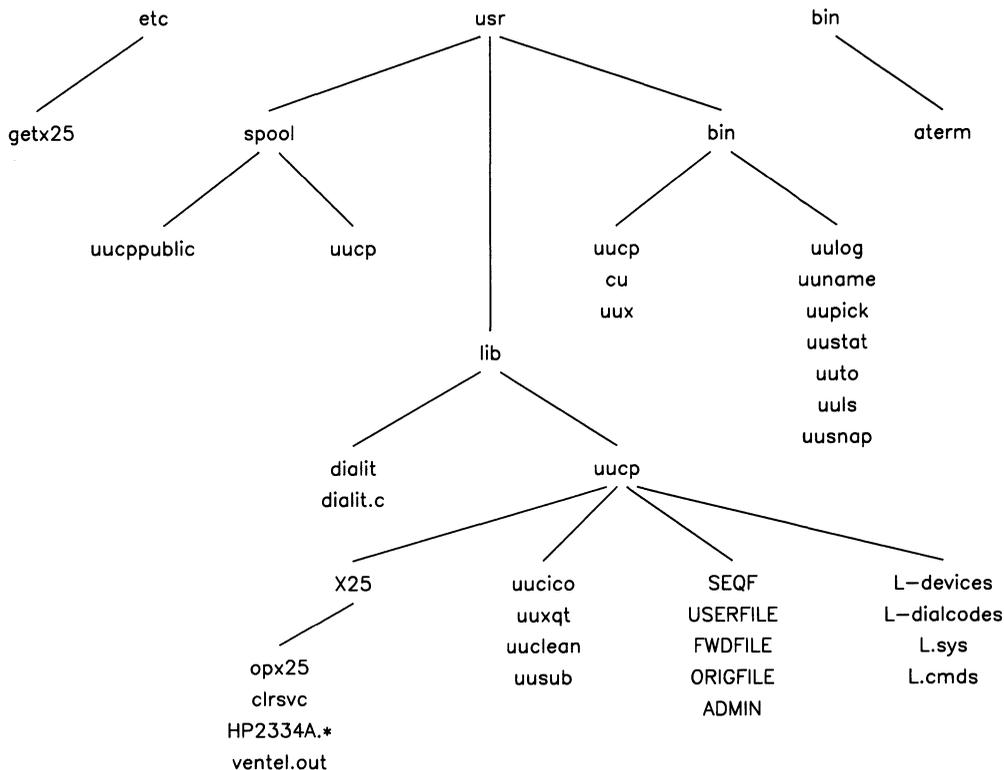 etc usr bin
getx25 spool bin aterm
uucppublic uucp uucp uulog
cu uuname
uux uupick
uustat
lib uuto
uuls
uusnap
dialit uucp
dialit.c
X25 uucico SEQF L-devices
uuxqt USERFILE L-dialcodes
uuclean FWDFILE L.sys
opx25 uusub ORIGFILE L.cmds
clrsvc ADMIN
HP2334A.*
ventel.out